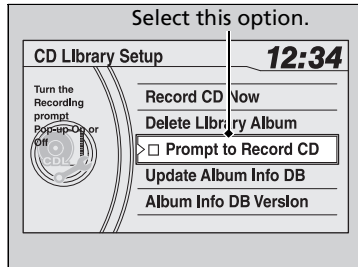 Select this option.
CD Library Setup
12:34
Turn the
Recording
prompt
Pop-up On or
Off
CDL
Record CD Now
Delete Library Album
Prompt to Record CD
Update Album Info DB
Album Info DB Version